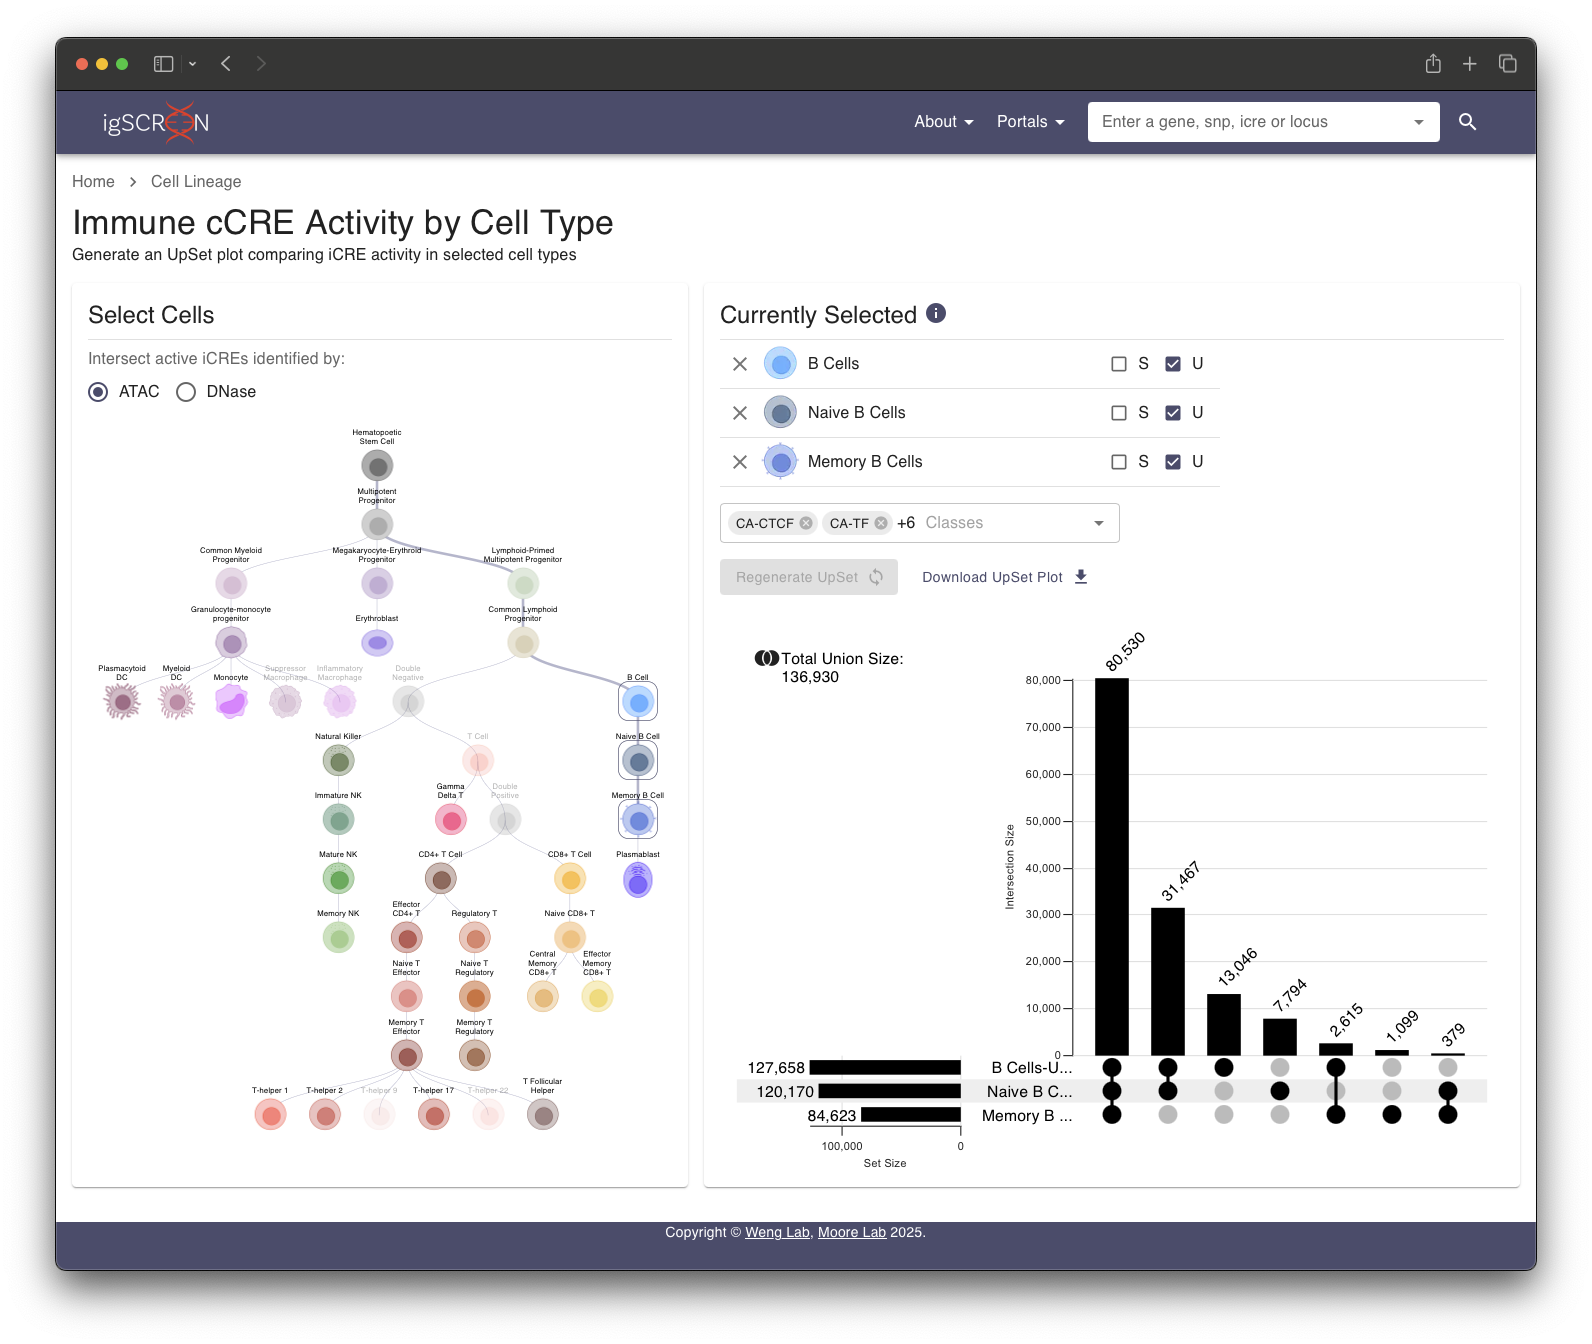 igSCREEN
About
Portals
Enter a gene, snp, icre or locus
Home > Cell Lineage
Immune cCRE Activity by Cell Type
Generate an UpSet plot comparing iCRE activity in selected cell types
Select Cells
Intersect active iCREs identified by:
ATAC
DNase
Hematopoetic
Stem Cell
Multipotent
Progenitor
Common Myeloid
Progenitor
Megakaryocyte-Erythroid
Progenitor
Lymphoid-Primed
Multipotent Progenitor
Granulocyte-monocyte
progenitor
Erythroblast
Common Lymphoid
Progenitor
Plasmacytoid
DC
Myeloid
DC
Monocyte
Suppressor
Macrophage
Inflammatory
Macrophage
Double
Negative
B Cell
Natural Killer
T Cell
Naive B Cell
Immature NK
Gamma
Delta T
Double
Positive
Memory B Cell
Mature NK
CD4+ T Cell
CD8+ T Cell
Plasmablast
Memory NK
Effector
CD4+ T
Regulatory T
Naive CD8+ T
Naive T
Effector
Naive T
Regulatory
Central
Memory
CD8+ T
Effector
Memory
CD8+ T
Memory T
Effector
Memory T
Regulatory
T-helper 1
T-helper 2
T-helper 9
T-helper 17
T-helper 22
T Follicular
Helper
Currently Selected
B Cells S U
Naive B Cells S U
Memory B Cells S U
CA-CTCF CA-TF +6 Classes
Regenerate UpSet
Download UpSet Plot
Total Union Size:
136,930
80,530
31,467
13,046
7,794
2,615
1,099
379
80,000
70,000
60,000
50,000
40,000
30,000
20,000
10,000
0
Intersection Size
127,658 B Cells-U...
120,170 Naive B C...
84,623 Memory B ...
100,000 0
Set Size
Copyright © Weng Lab, Moore Lab 2025.